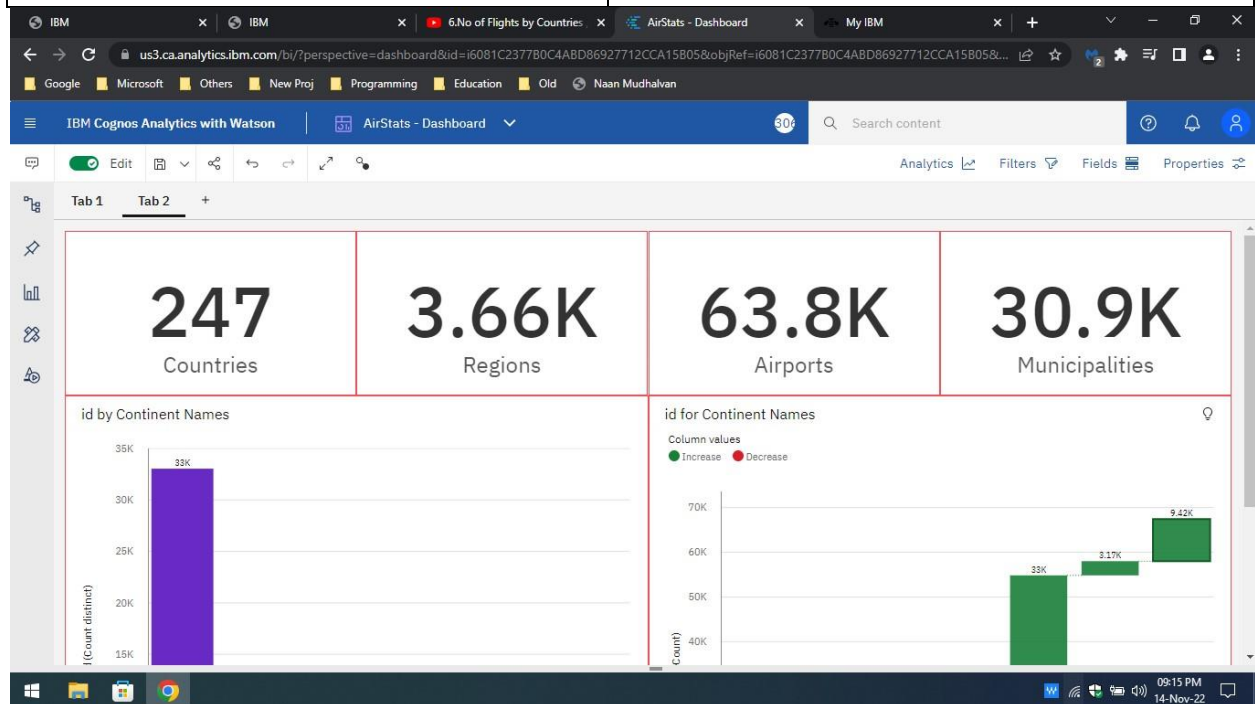 IBM
IBM
6.No of Flights by Countries
AirStats - Dashboard
My IBM
us3.ca.analytics.ibm.com/bi/?perspective=dashboard&id=i6081C2377B0C4ABD86927712CCA15B05&objRef=i6081C2377B0C4ABD86927712CCA15B05&...
2
Google Microsoft Others New Proj Programming Education Old Naan Mudhalvan
IBM Cognos Analytics with Watson
AirStats - Dashboard
Search content
Edit
Analytics Filters Fields Properties
Tab 1 Tab 2 +
247
Countries
3.66K
Regions
63.8K
Airports
30.9K
Municipalities
id by Continent Names
35K
33K
30K
25K
20K
15K
(Count distinct)
id for Continent Names
Column values
Increase Decrease
70K
9.42K
60K
3.17K
33K
50K
40K
Count)
W
09:15 PM
14-Nov-22